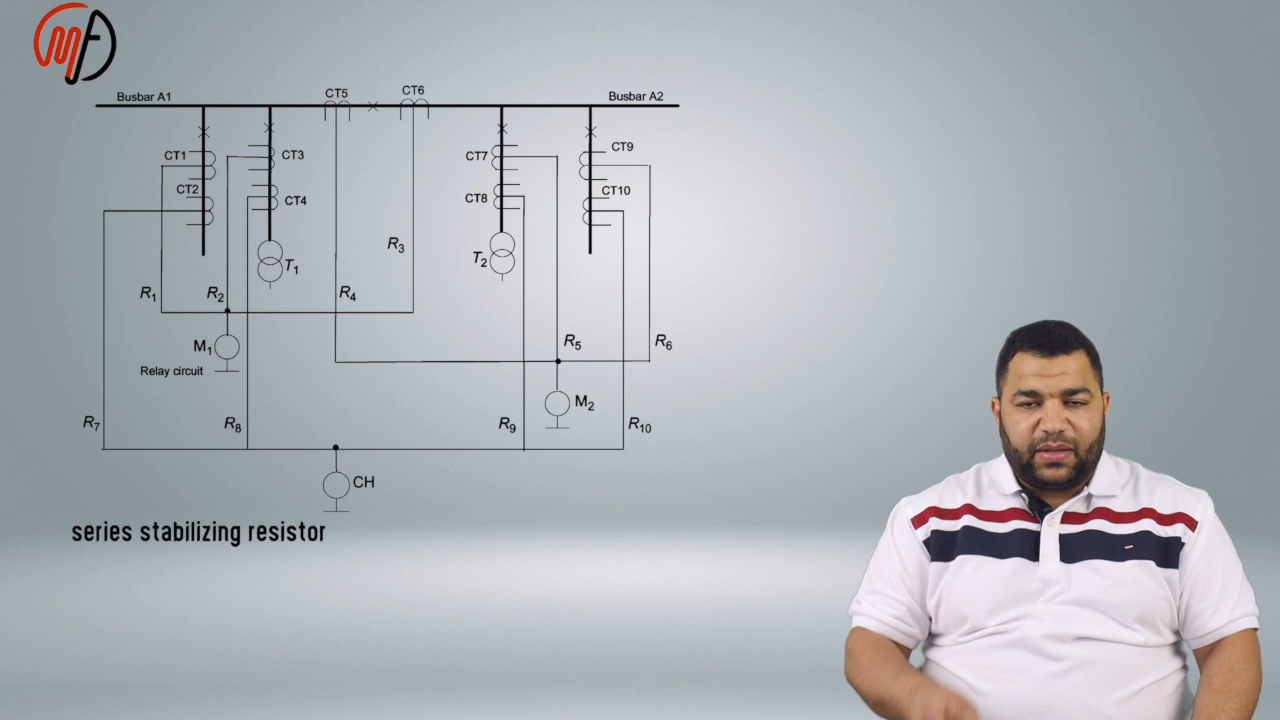 MF
Busbar A1
CT5
CT6
Busbar A2
CT1
CT3
CT7
CT9
CT2
CT4
CT8
CT10
R3
T1
T2
R1
R2
R4
M1
R5
R6
Relay circuit
M2
R7
R8
R9
R10
CH
series stabilizing resistor